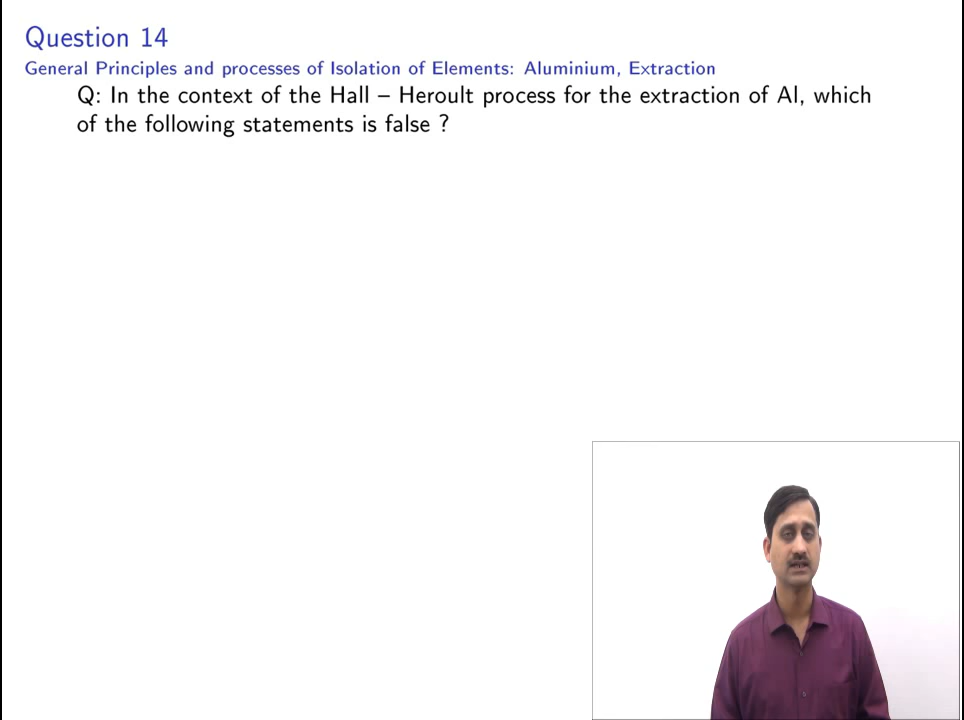 Question 14
General Principles and processes of Isolation of Elements: Aluminium, Extraction
Q: In the context of the Hall – Heroult process for the extraction of Al, which
of the following statements is false ?